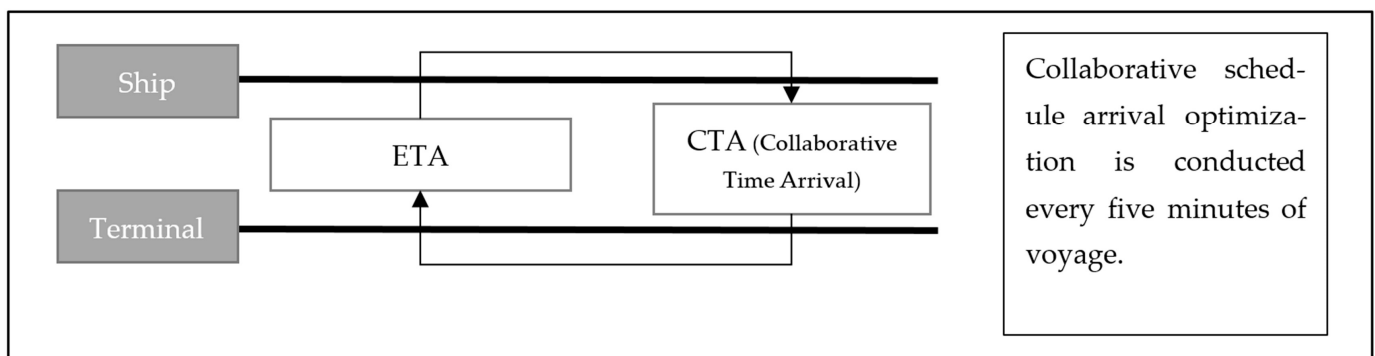 Ship
ETA
CTA (Collaborative
Time Arrival)
Terminal
Collaborative sched-
ule arrival optimiza-
tion is conducted
every five minutes of
voyage.